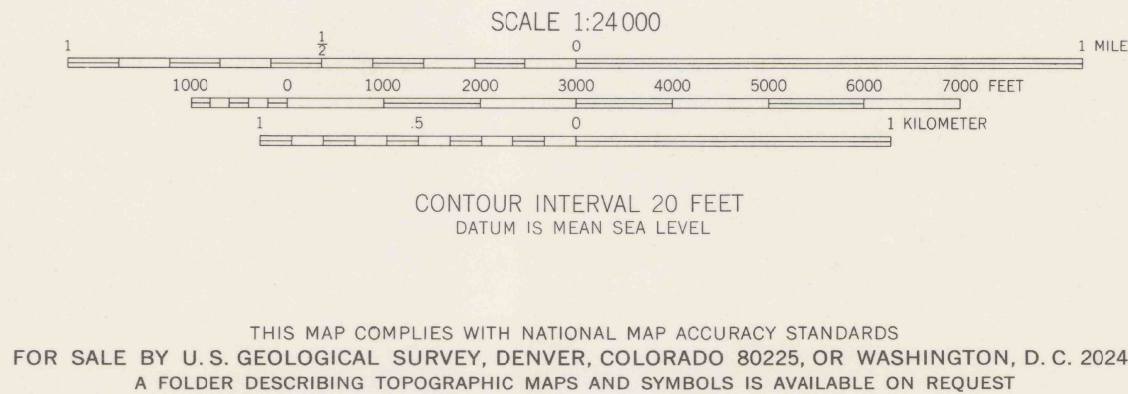 SCALE 1:24 000
1 1/2 0 1 MILE
1000 0 1000 2000 3000 4000 5000 6000 7000 FEET
1 .5 0 1 KILOMETER
CONTOUR INTERVAL 20 FEET
DATUM IS MEAN SEA LEVEL
THIS MAP COMPLIES WITH NATIONAL MAP ACCURACY STANDARDS
FOR SALE BY U. S. GEOLOGICAL SURVEY, DENVER, COLORADO 80225, OR WASHINGTON, D. C. 2024
A FOLDER DESCRIBING TOPOGRAPHIC MAPS AND SYMBOLS IS AVAILABLE ON REQUEST